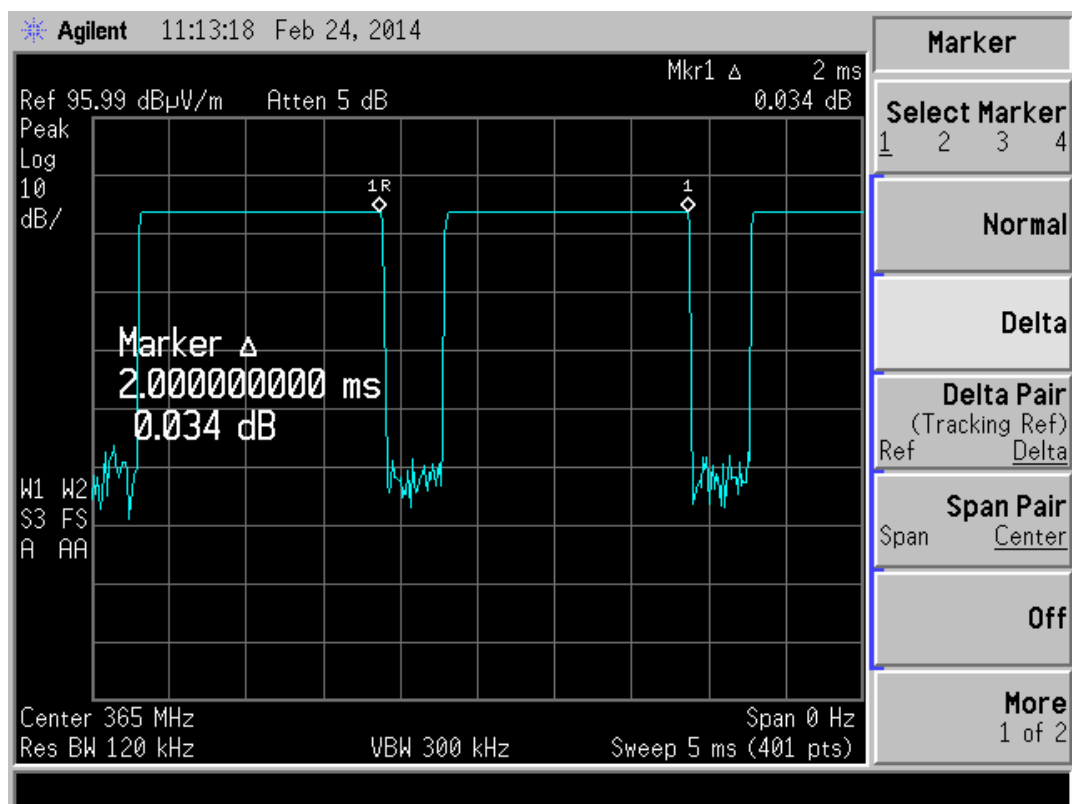 Agilent 11:13:18 Feb 24, 2014
Mkr1 Δ 2 ms
Ref 95.99 dBµV/m Atten 5 dB 0.034 dB
Peak
Log
10
dB/
1R
1
Marker Δ
2.000000000 ms
0.034 dB
W1 W2
S3 FS
A AA
Center 365 MHz Span 0 Hz
Res BW 120 kHz VBW 300 kHz Sweep 5 ms (401 pts)
Marker
Select Marker
1 2 3 4
Normal
Delta
Delta Pair
(Tracking Ref)
Ref Delta
Span Pair
Span Center
Off
More
1 of 2